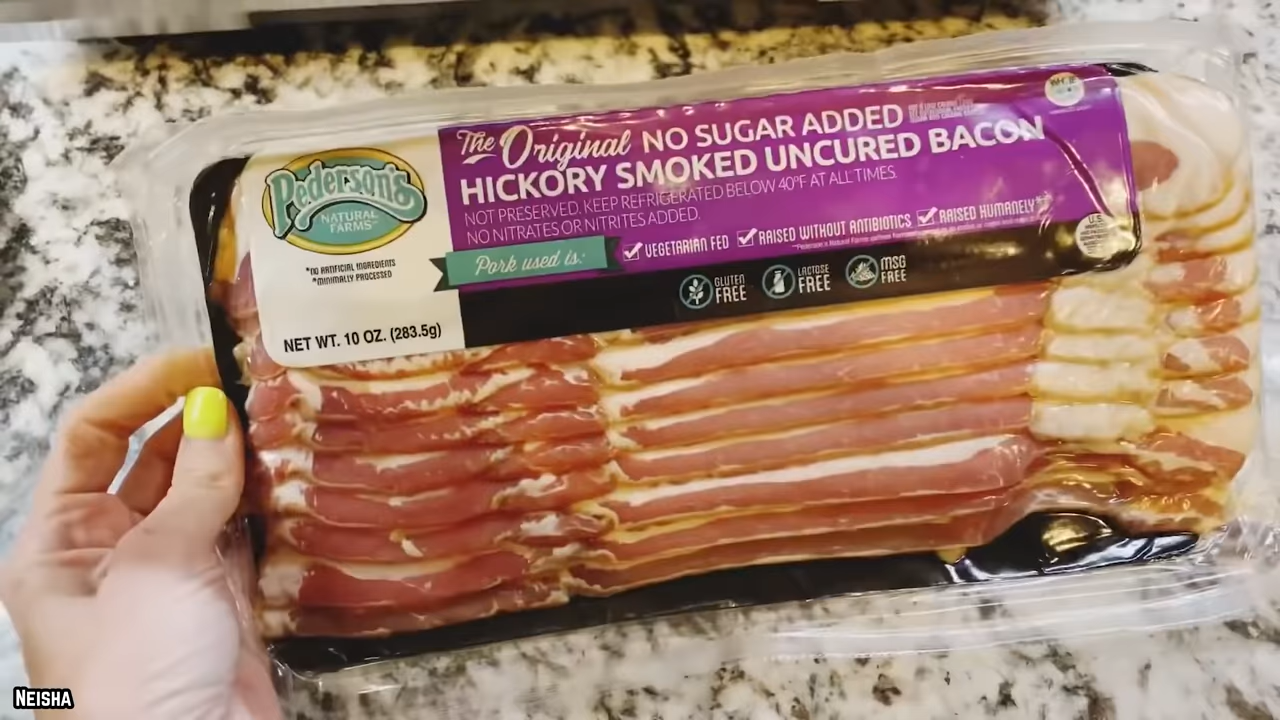 Pederson's
NATURAL
FARMS
*NO ARTIFICIAL INGREDIENTS
*MINIMALLY PROCESSED
NET WT. 10 OZ. (283.5g)
The Original NO SUGAR ADDED
HICKORY SMOKED UNCURED BACON
NOT PRESERVED, KEEP REFRIGERATED BELOW 40°F AT ALL TIMES.
NO NITRATES OR NITRITES ADDED.
Pork used is:
VEGETARIAN FED
RAISED WITHOUT ANTIBIOTICS
RAISED HUMANELY**
GLUTEN
FREE
LACTOSE
FREE
MSG
FREE
U.S.
NEISHA